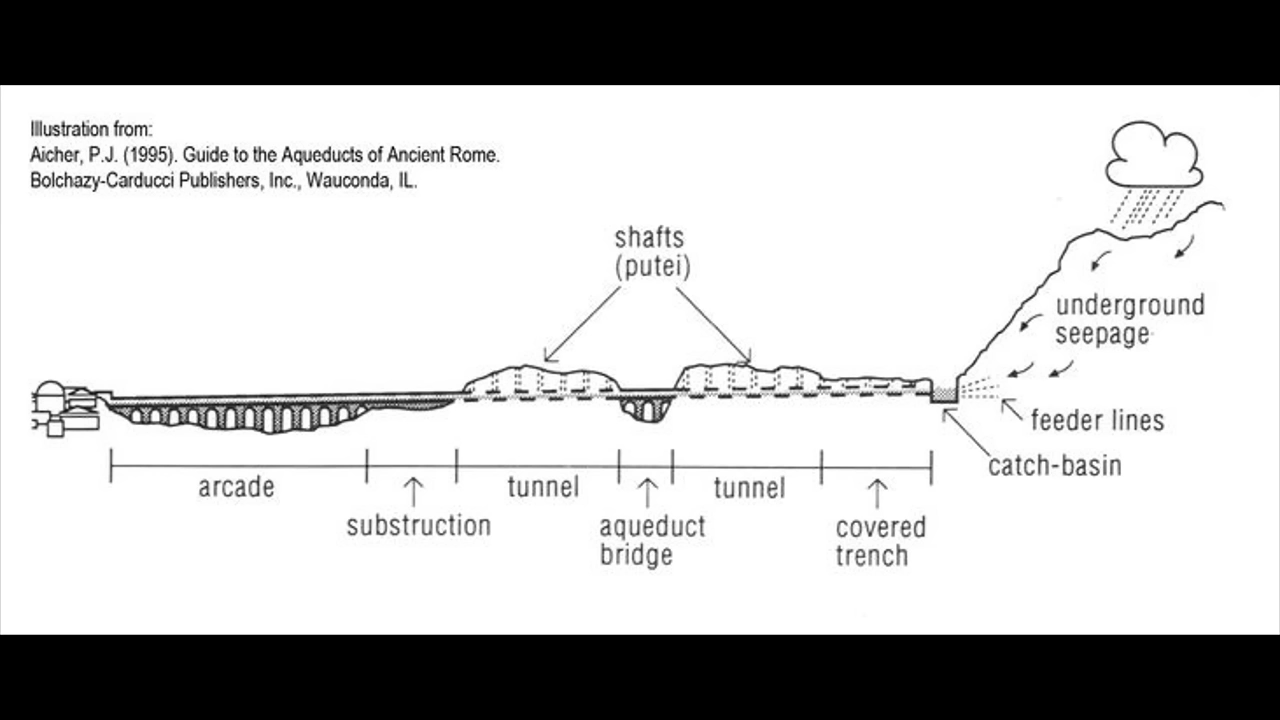 Illustration from:
Aicher, P.J. (1995). Guide to the Aqueducts of Ancient Rome.
Bolchazy-Carducci Publishers, Inc., Wauconda, IL.
shafts
(putei)
underground
seepage
feeder lines
catch-basin
arcade
tunnel
tunnel
substruction
aqueduct
bridge
covered
trench